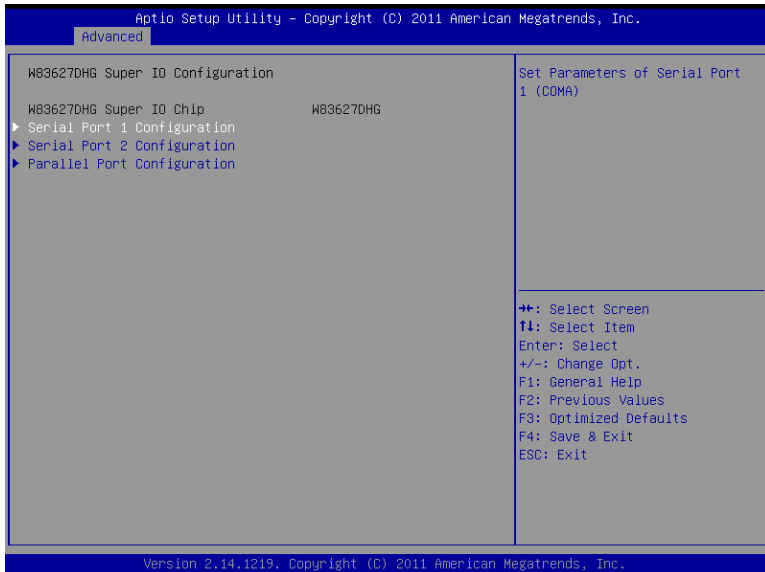 Aptio Setup Utility – Copyright (C) 2011 American Megatrends, Inc.
Advanced
W83627DHG Super IO Configuration
W83627DHG Super IO Chip W83627DHG
▶ Serial Port 1 Configuration
▶ Serial Port 2 Configuration
▶ Parallel Port Configuration
Set Parameters of Serial Port
1 (COMA)
→←: Select Screen
↑↓: Select Item
Enter: Select
+/-: Change Opt.
F1: General Help
F2: Previous Values
F3: Optimized Defaults
F4: Save & Exit
ESC: Exit
Version 2.14.1219. Copyright (C) 2011 American Megatrends, Inc.